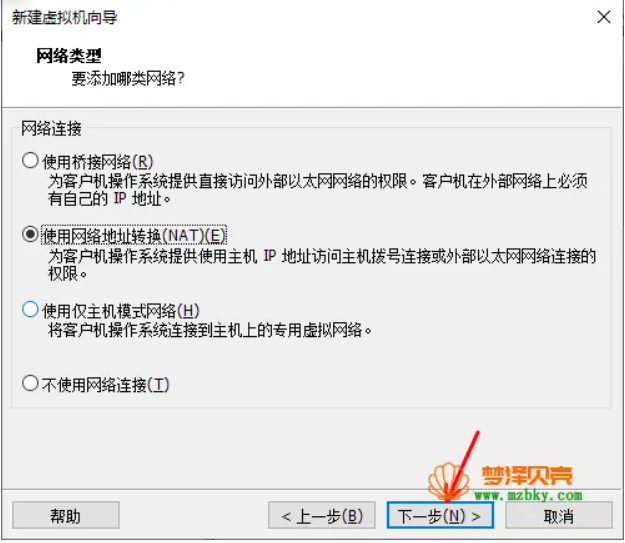 新建虚拟机向导
网络类型
要添加哪类网络?
网络连接
使用桥接网络(R)
为客户机操作系统提供直接访问外部以太网网络的权限。客户机在外部网络上必须
有自己的 IP 地址。
使用网络地址转换(NAT)(E)
为客户机操作系统提供使用主机 IP 地址访问主机拨号连接或外部以太网网络连接的
权限。
使用仅主机模式网络(H)
将客户机操作系统连接到主机上的专用虚拟网络。
不使用网络连接(T)
梦泽贝壳
www.mzbky.com
帮助
< 上一步(B)
下一步(N) >
取消